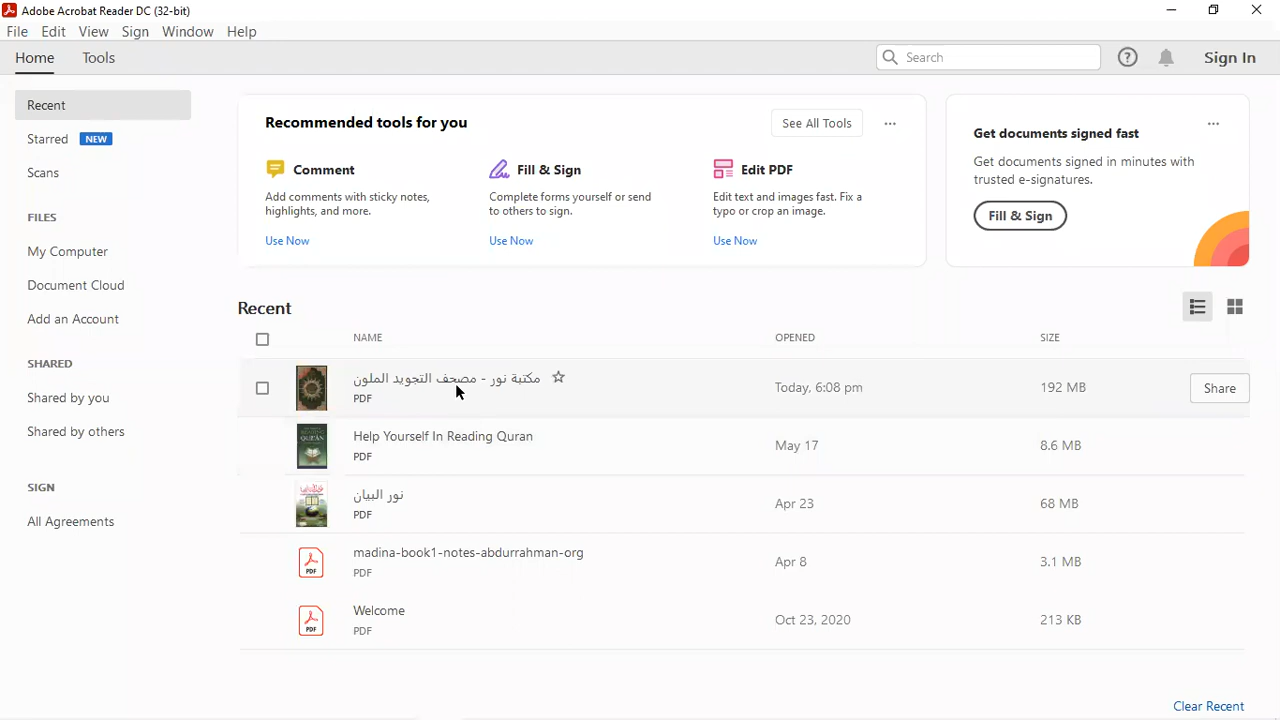 Adobe Acrobat Reader DC (32-bit)
File Edit View Sign Window Help
Home Tools Search Sign In
Recent
Starred NEW
Scans
FILES
My Computer
Document Cloud
Add an Account
SHARED
Shared by you
Shared by others
SIGN
All Agreements
Recommended tools for you
See All Tools
Comment
Add comments with sticky notes,
highlights, and more.
Use Now
Fill & Sign
Complete forms yourself or send
to others to sign.
Use Now
Edit PDF
Edit text and images fast. Fix a
typo or crop an image.
Use Now
Get documents signed fast
Get documents signed in minutes with
trusted e-signatures.
Fill & Sign
Recent
NAME OPENED SIZE
مكتبة نور - مصحف التجويد الملون
PDF
Today, 6:08 pm 192 MB Share
Help Yourself In Reading Quran
PDF
May 17 8.6 MB
نور البيان
PDF
Apr 23 68 MB
madina-book1-notes-abdurrahman-org
PDF
Apr 8 3.1 MB
Welcome
PDF
Oct 23, 2020 213 KB
Clear Recent